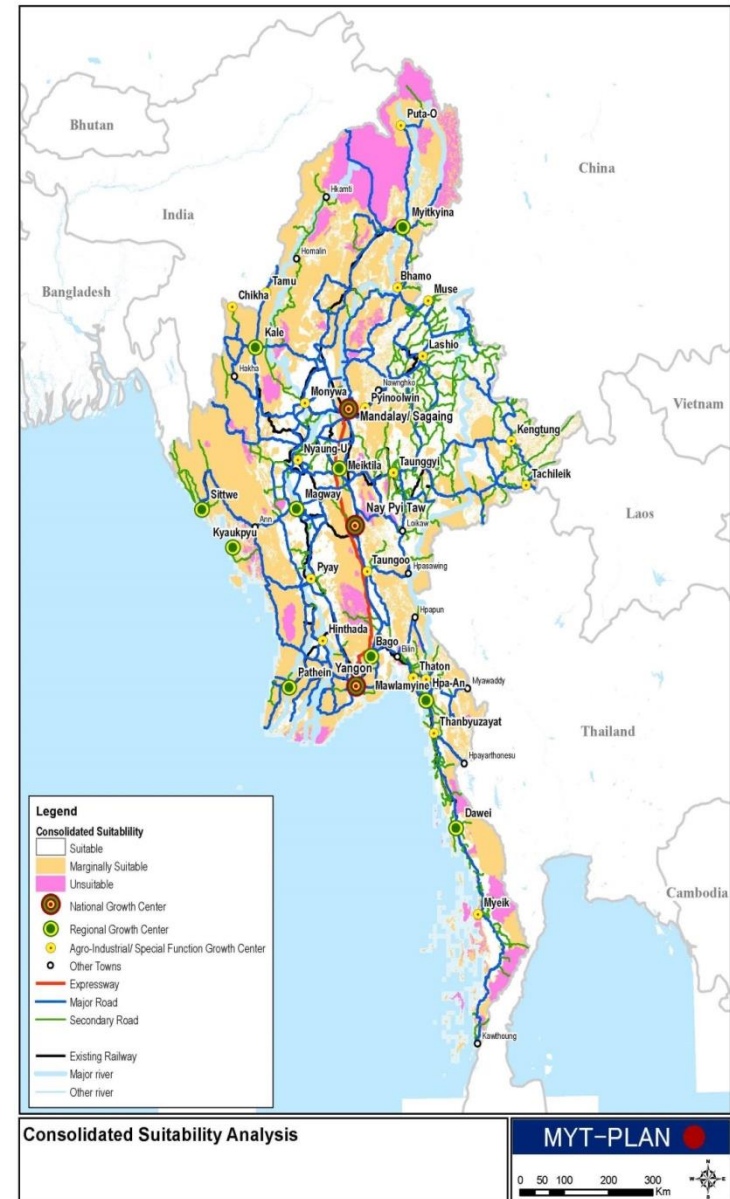 Bhutan
China
India
Bangladesh
Vietnam
Laos
Thailand
Cambodia
Puta-O
Hkamti
Myitkyina
Homalin
Tamu
Bhamo
Chikha
Muse
Kale
Lashio
Hakha
Nawnghko
Monywa
Pyinoolwin
Mandalay/ Sagaing
Kengtung
Nyaung-U
Meiktila
Taunggyi
Tachileik
Sittwe
Magway
Nay Pyi Taw
Ann
Loikaw
Kyaukpyu
Taungoo
Hpasawng
Pyay
Hpapun
Hinthada
Bago
Bilin
Pathein
Yangon
Thaton
Hpa-An
Mawlamyine
Myawaddy
Thanbyuzayat
Hpayarthonesu
Dawei
Myeik
Kawthoung
Legend
Consolidated Suitablility
Suitable
Marginally Suitable
Unsuitable
National Growth Center
Regional Growth Center
Agro-Industrial/ Special Function Growth Center
Other Towns
Expressway
Major Road
Secondary Road
Existing Railway
Major river
Other river
Consolidated Suitability Analysis
MYT-PLAN
0 50 100 200 300
Km